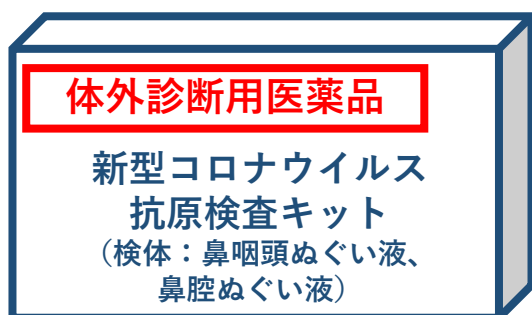 体外診断用医薬品
新型コロナウイルス
抗原検査キット
（検体：鼻咽頭ぬぐい液、
鼻腔ぬぐい液）